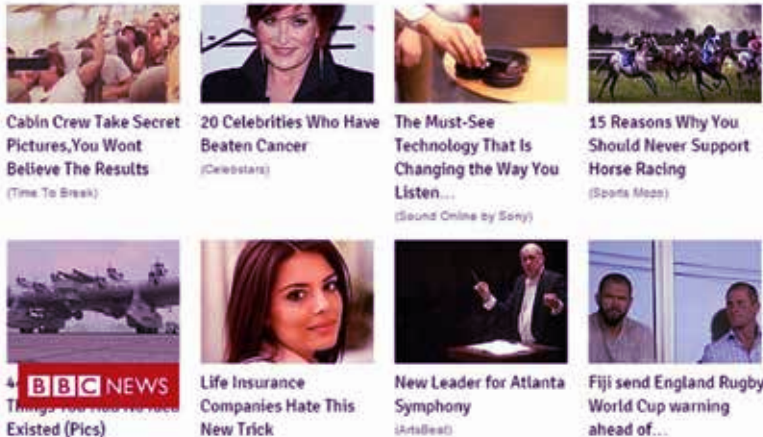 Cabin Crew Take Secret
Pictures,You Wont
Believe The Results
(Time To Break)
20 Celebrities Who Have
Beaten Cancer
(Celebstars)
The Must-See
Technology That Is
Changing the Way You
Listen...
(Sound Online by Sony)
15 Reasons Why You
Should Never Support
Horse Racing
(Sports Mozo)
BBC NEWS
Existed (Pics)
Life Insurance
Companies Hate This
New Trick
New Leader for Atlanta
Symphony
(ArtsBeat)
Fiji send England Rugby
World Cup warning
ahead of...